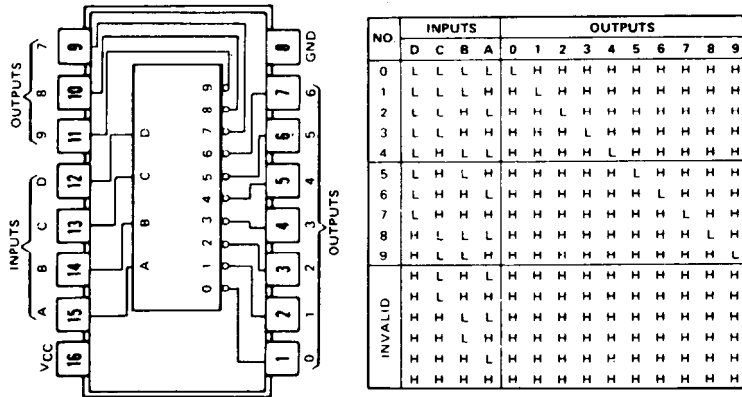 INPUTS OUTPUTS
VCC A B C D 9 8 7
16 15 14 13 12 11 10 9
A B C D
0 1 2 3 4 5 6 7 8 9
1 2 3 4 5 6 7 8
0 1 2 3 4 5 6 GND
OUTPUTS
NO. INPUTS OUTPUTS
D C B A 0 1 2 3 4 5 6 7 8 9
0 L L L L L H H H H H H H H H
1 L L L H H L H H H H H H H H
2 L L H L H H L H H H H H H H
3 L L H H H H H L H H H H H H
4 L H L L H H H H L H H H H H
5 L H L H H H H H H L H H H H
6 L H H L H H H H H H L H H H
7 L H H H H H H H H H H L H H
8 H L L L H H H H H H H H L H
9 H L L H H H H H H H H H H L
INVALID
H L H L H H H H H H H H H H
H L H H H H H H H H H H H H
H H L L H H H H H H H H H H
H H L H H H H H H H H H H H
H H H L H H H H H H H H H H
H H H H H H H H H H H H H H